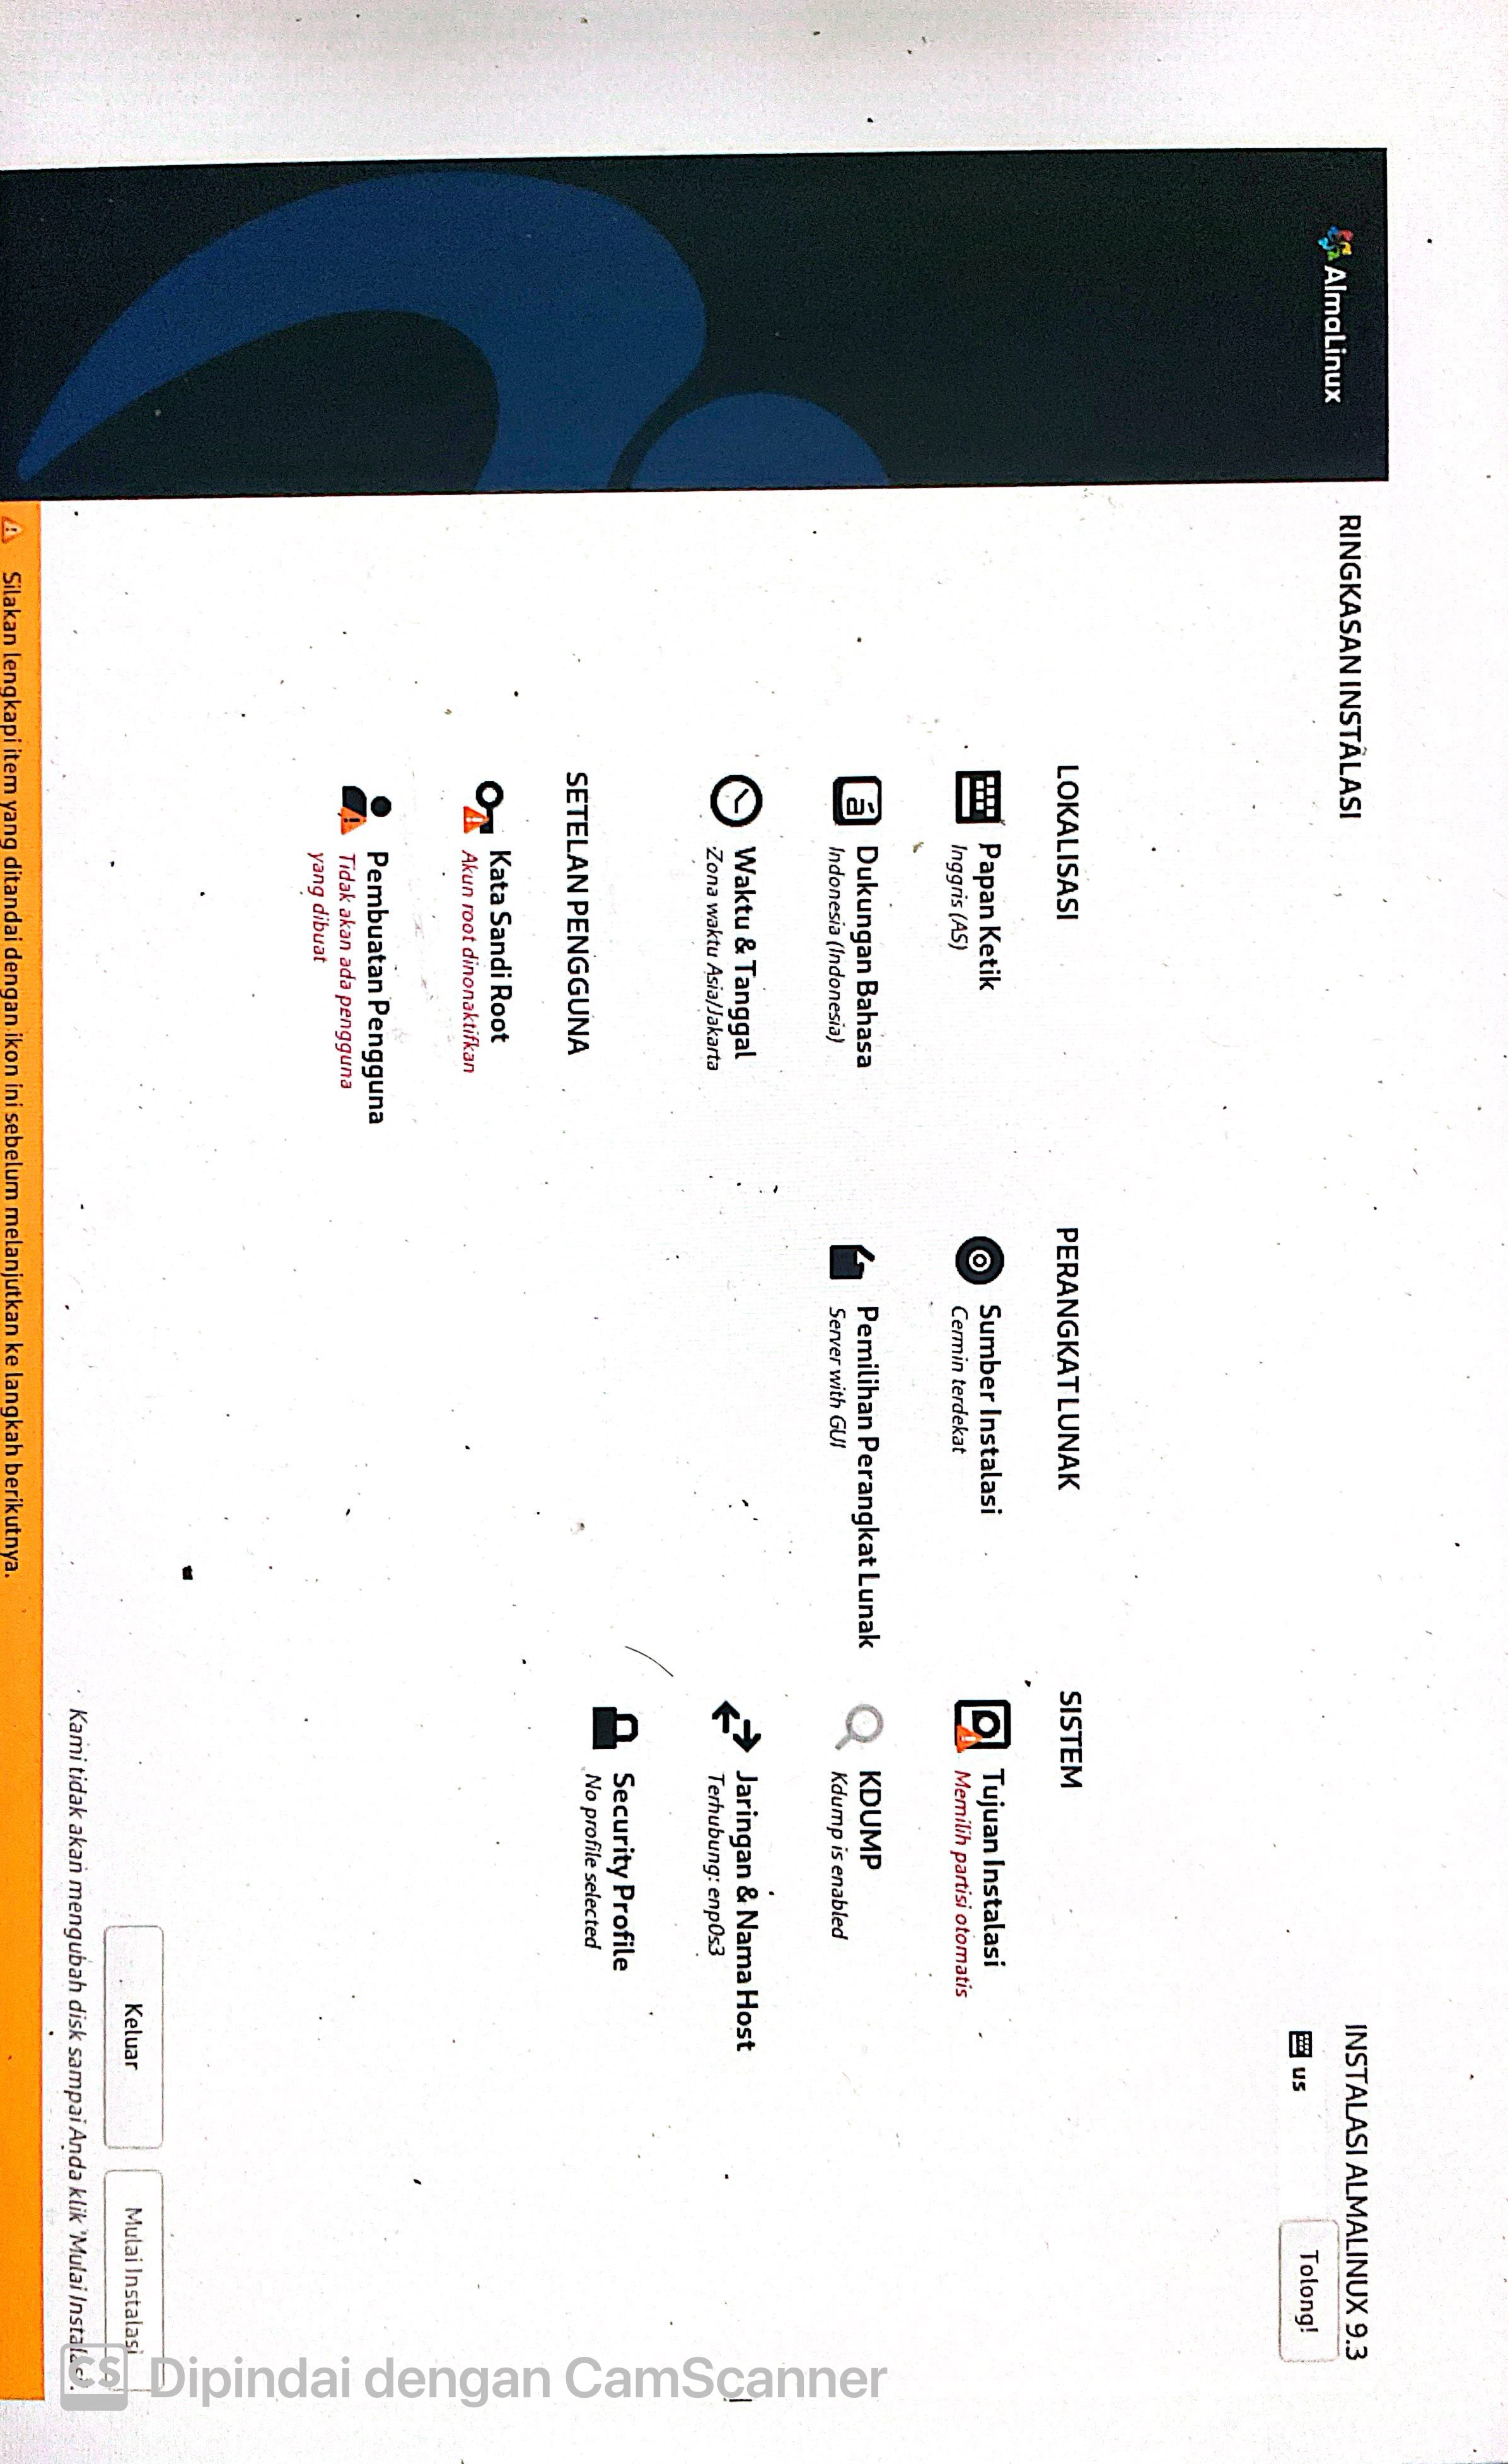 AlmaLinux
RINGKASAN INSTALASI
INSTALASI ALMALINUX 9.3
us
Tolong!
LOKALISASI
Papan Ketik
Inggris (AS)
Dukungan Bahasa
Indonesia (Indonesia)
Waktu & Tanggal
Zona waktu Asia/Jakarta
PERANGKAT LUNAK
Sumber Instalasi
Cermin terdekat
Pemilihan Perangkat Lunak
Server with GUI
SISTEM
Tujuan Instalasi
Memilih partisi otomatis
KDUMP
Kdump is enabled
Jaringan & Nama Host
Terhubung: enp0s3
Security Profile
No profile selected
SETELAN PENGGUNA
Kata Sandi Root
Akun root dinonaktifkan
Pembuatan Pengguna
Tidak akan ada pengguna
yang dibuat
Keluar
Mulai Instalasi
Kami tidak akan mengubah disk sampai Anda klik 'Mulai Instalasi'.
Silakan lengkapi item yang ditandai dengan ikon ini sebelum melanjutkan ke langkah berikutnya.
CS Dipindai dengan CamScanner